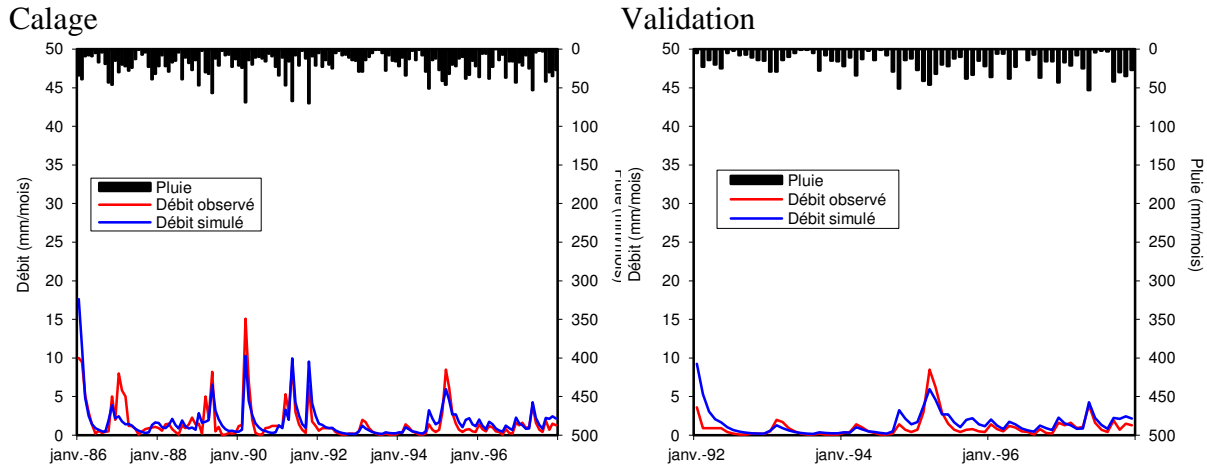 Calage
Validation
50
45
40
35
30
25
20
15
10
5
0
Débit (mm/mois)
0
50
100
150
200
250
300
350
400
450
500
Pluie
Débit observé
Débit simulé
janv.-86
janv.-88
janv.-90
janv.-92
janv.-94
janv.-96
50
45
40
35
30
25
20
15
10
5
0
Débit (mm/mois)
0
50
100
150
200
250
300
350
400
450
500
Pluie (mm/mois)
Pluie
Débit observé
Débit simulé
janv.-92
janv.-94
janv.-96